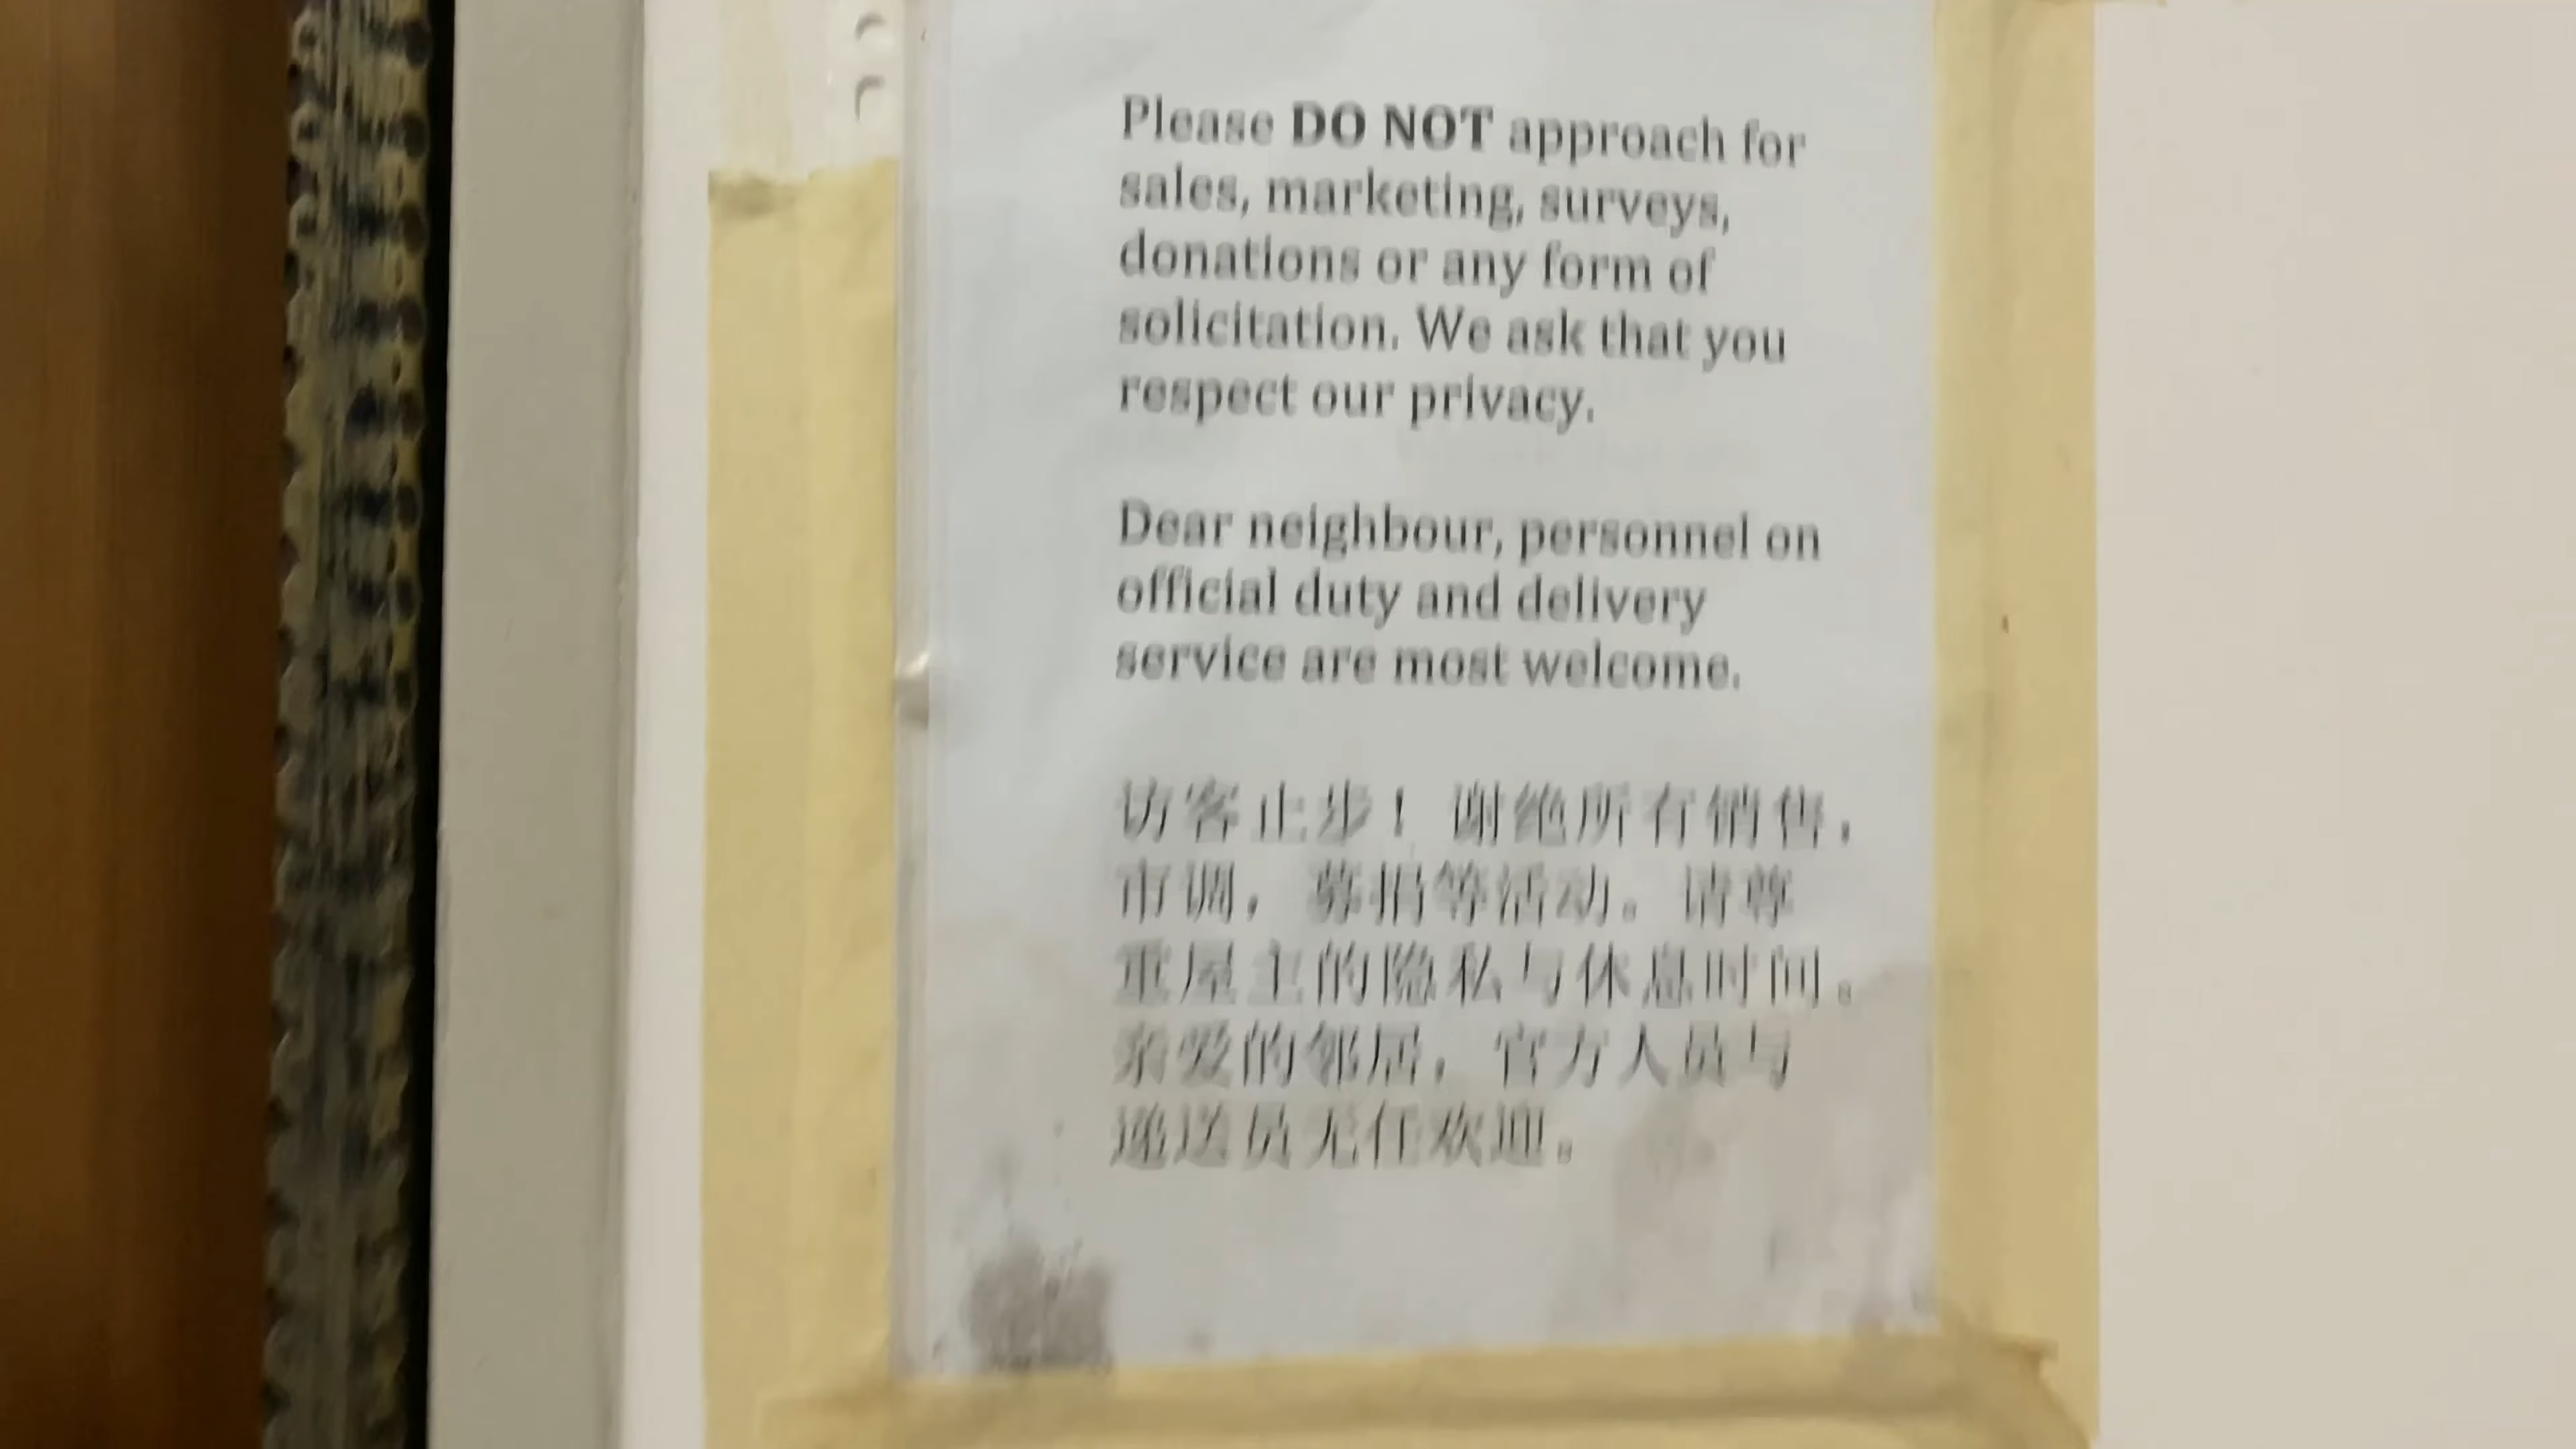 Please DO NOT approach for
sales, marketing, surveys,
donations or any form of
solicitation. We ask that you
respect our privacy.
Dear neighbour, personnel on
official duty and delivery
service are most welcome.
访客止步！谢绝所有销售，
市调，募捐等活动。请尊
重屋主的隐私与休息时间。
亲爱的邻居，官方人员与
递送员无任欢迎。